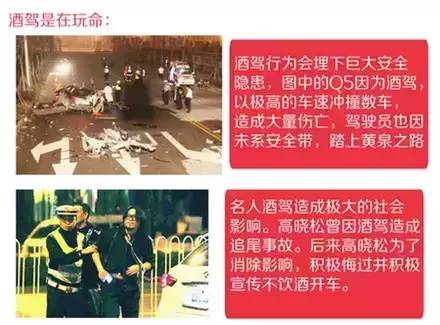 酒驾是在玩命：
酒驾行为会埋下巨大安全
隐患，图中的Q5因为酒驾，
以极高的车速冲撞数车，
造成大量伤亡，驾驶员也因
未系安全带，踏上黄泉之路
名人酒驾造成极大的社会
影响。高晓松曾因酒驾造成
追尾事故。后来高晓松为了
消除影响，积极悔过并积极
宣传不饮酒开车。